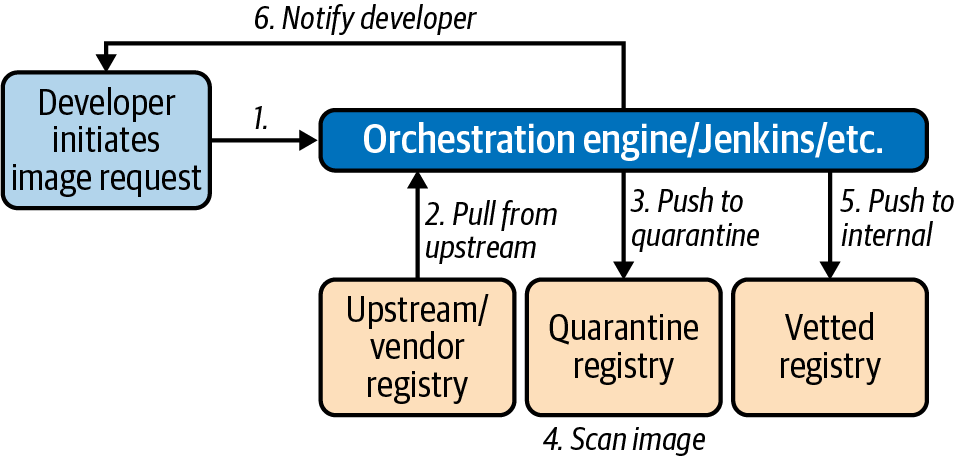 6. Notify developer
Developer
initiates
image request
1.
Orchestration engine/Jenkins/etc.
2. Pull from
upstream
3. Push to
quarantine
5. Push to
internal
Upstream/
vendor
registry
Quarantine
registry
Vetted
registry
4. Scan image